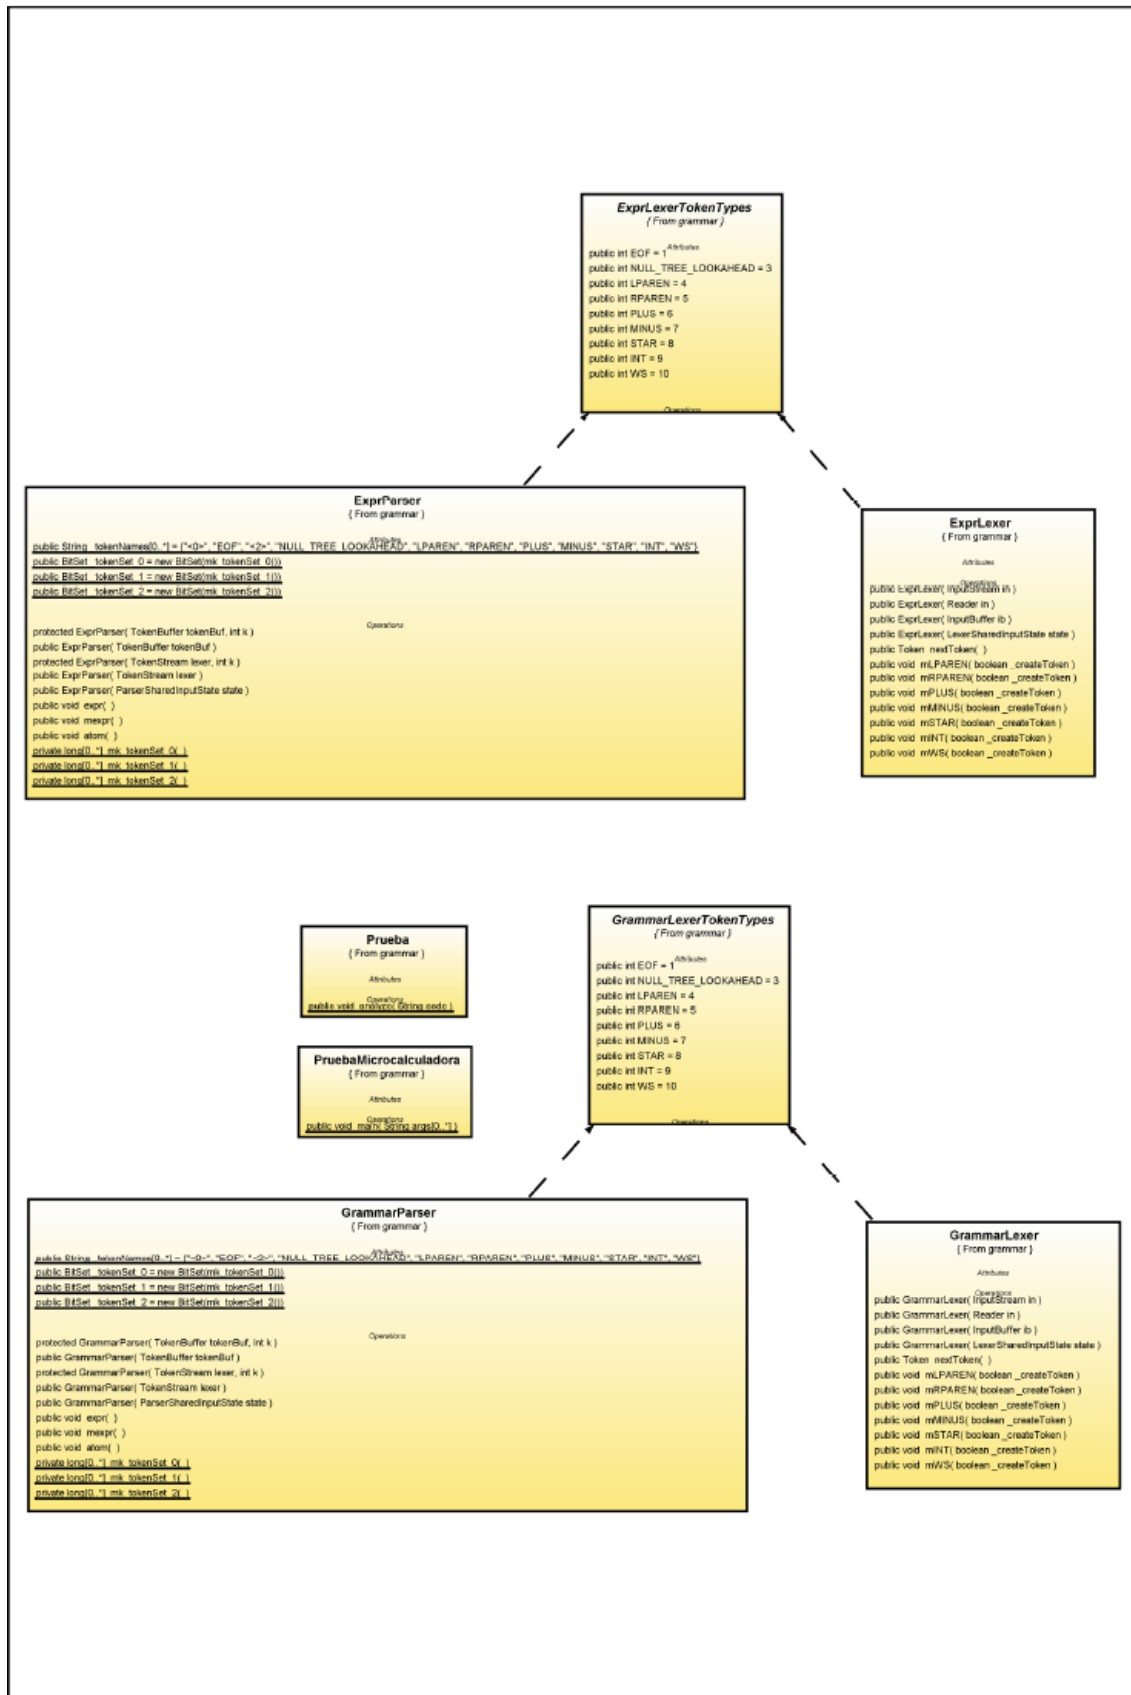 ExprLexerTokenTypes
{ From grammar }
Attributes
public int EOF = 1
public int NULL_TREE_LOOKAHEAD = 3
public int LPAREN = 4
public int RPAREN = 5
public int PLUS = 6
public int MINUS = 7
public int STAR = 8
public int INT = 9
public int WS = 10
Operations
ExprParser
{ From grammar }
Attributes
public String _tokenNames[0..*] = {"<0>", "EOF", "<2>", "NULL_TREE_LOOKAHEAD", "LPAREN", "RPAREN", "PLUS", "MINUS", "STAR", "INT", "WS"}
public BitSet _tokenSet_0 = new BitSet(mk_tokenSet_0())
public BitSet _tokenSet_1 = new BitSet(mk_tokenSet_1())
public BitSet _tokenSet_2 = new BitSet(mk_tokenSet_2())
Operations
protected ExprParser( TokenBuffer tokenBuf, int k )
public ExprParser( TokenBuffer tokenBuf )
protected ExprParser( TokenStream lexer, int k )
public ExprParser( TokenStream lexer )
public ExprParser( ParserSharedInputState state )
public void expr( )
public void mexpr( )
public void atom( )
private long[0..*] mk_tokenSet_0( )
private long[0..*] mk_tokenSet_1( )
private long[0..*] mk_tokenSet_2( )
ExprLexer
{ From grammar }
Attributes
Operations
public ExprLexer( InputStream in )
public ExprLexer( Reader in )
public ExprLexer( InputBuffer ib )
public ExprLexer( LexerSharedInputState state )
public Token nextToken( )
public void mLPAREN( boolean _createToken )
public void mRPAREN( boolean _createToken )
public void mPLUS( boolean _createToken )
public void mMINUS( boolean _createToken )
public void mSTAR( boolean _createToken )
public void mINT( boolean _createToken )
public void mWS( boolean _createToken )
Prueba
{ From grammar }
Attributes
Operations
public void analyze( String code )
PruebaMicrocalculadora
{ From grammar }
Attributes
Operations
public void main( String args[0..*] )
GrammarLexerTokenTypes
{ From grammar }
Attributes
public int EOF = 1
public int NULL_TREE_LOOKAHEAD = 3
public int LPAREN = 4
public int RPAREN = 5
public int PLUS = 6
public int MINUS = 7
public int STAR = 8
public int INT = 9
public int WS = 10
Operations
GrammarParser
{ From grammar }
Attributes
public String _tokenNames[0..*] = {"<0>", "EOF", "<2>", "NULL_TREE_LOOKAHEAD", "LPAREN", "RPAREN", "PLUS", "MINUS", "STAR", "INT", "WS"}
public BitSet _tokenSet_0 = new BitSet(mk_tokenSet_0())
public BitSet _tokenSet_1 = new BitSet(mk_tokenSet_1())
public BitSet _tokenSet_2 = new BitSet(mk_tokenSet_2())
Operations
protected GrammarParser( TokenBuffer tokenBuf, int k )
public GrammarParser( TokenBuffer tokenBuf )
protected GrammarParser( TokenStream lexer, int k )
public GrammarParser( TokenStream lexer )
public GrammarParser( ParserSharedInputState state )
public void expr( )
public void mexpr( )
public void atom( )
private long[0..*] mk_tokenSet_0( )
private long[0..*] mk_tokenSet_1( )
private long[0..*] mk_tokenSet_2( )
GrammarLexer
{ From grammar }
Attributes
Operations
public GrammarLexer( InputStream in )
public GrammarLexer( Reader in )
public GrammarLexer( InputBuffer ib )
public GrammarLexer( LexerSharedInputState state )
public Token nextToken( )
public void mLPAREN( boolean _createToken )
public void mRPAREN( boolean _createToken )
public void mPLUS( boolean _createToken )
public void mMINUS( boolean _createToken )
public void mSTAR( boolean _createToken )
public void mINT( boolean _createToken )
public void mWS( boolean _createToken )